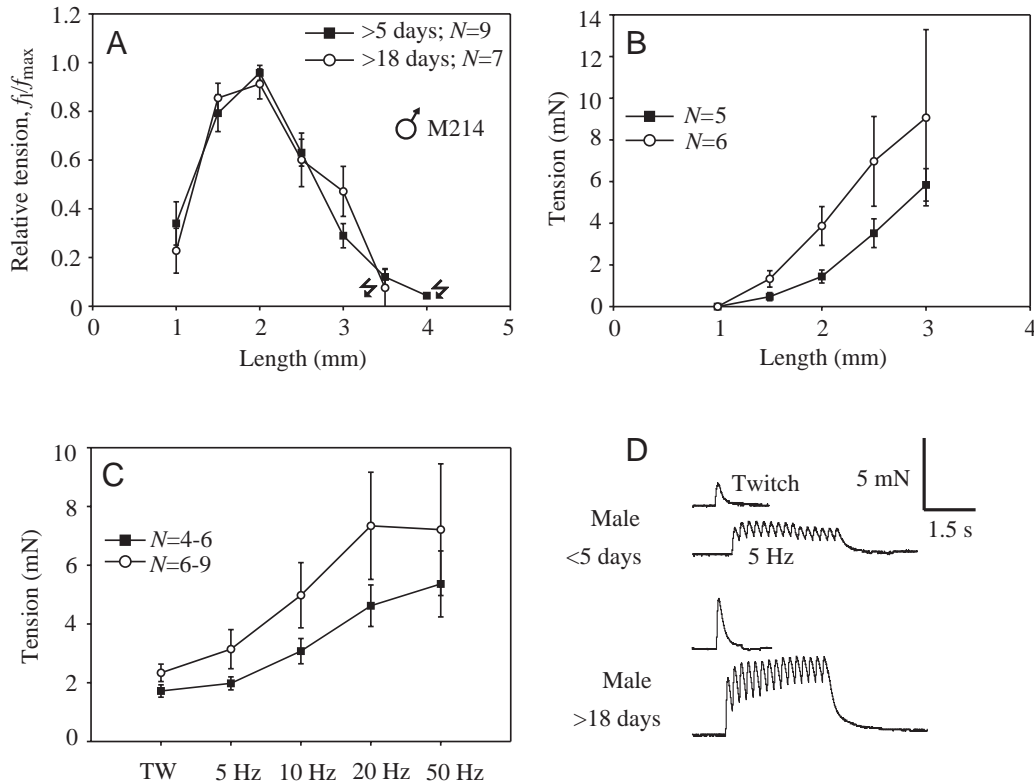 A
>5 days; N=9
>18 days; N=7
♂ M214
Relative tension, fl/fmax
1.2
1.0
0.8
0.6
0.4
0.2
0
0 1 2 3 4 5
Length (mm)
B
N=5
N=6
Tension (mN)
14
12
10
8
6
4
2
0
0 1 2 3 4
Length (mm)
C
N=4-6
N=6-9
Tension (mN)
10
8
6
4
2
0
TW 5 Hz 10 Hz 20 Hz 50 Hz
D
5 mN
1.5 s
Twitch
Male
<5 days
5 Hz
Male
>18 days